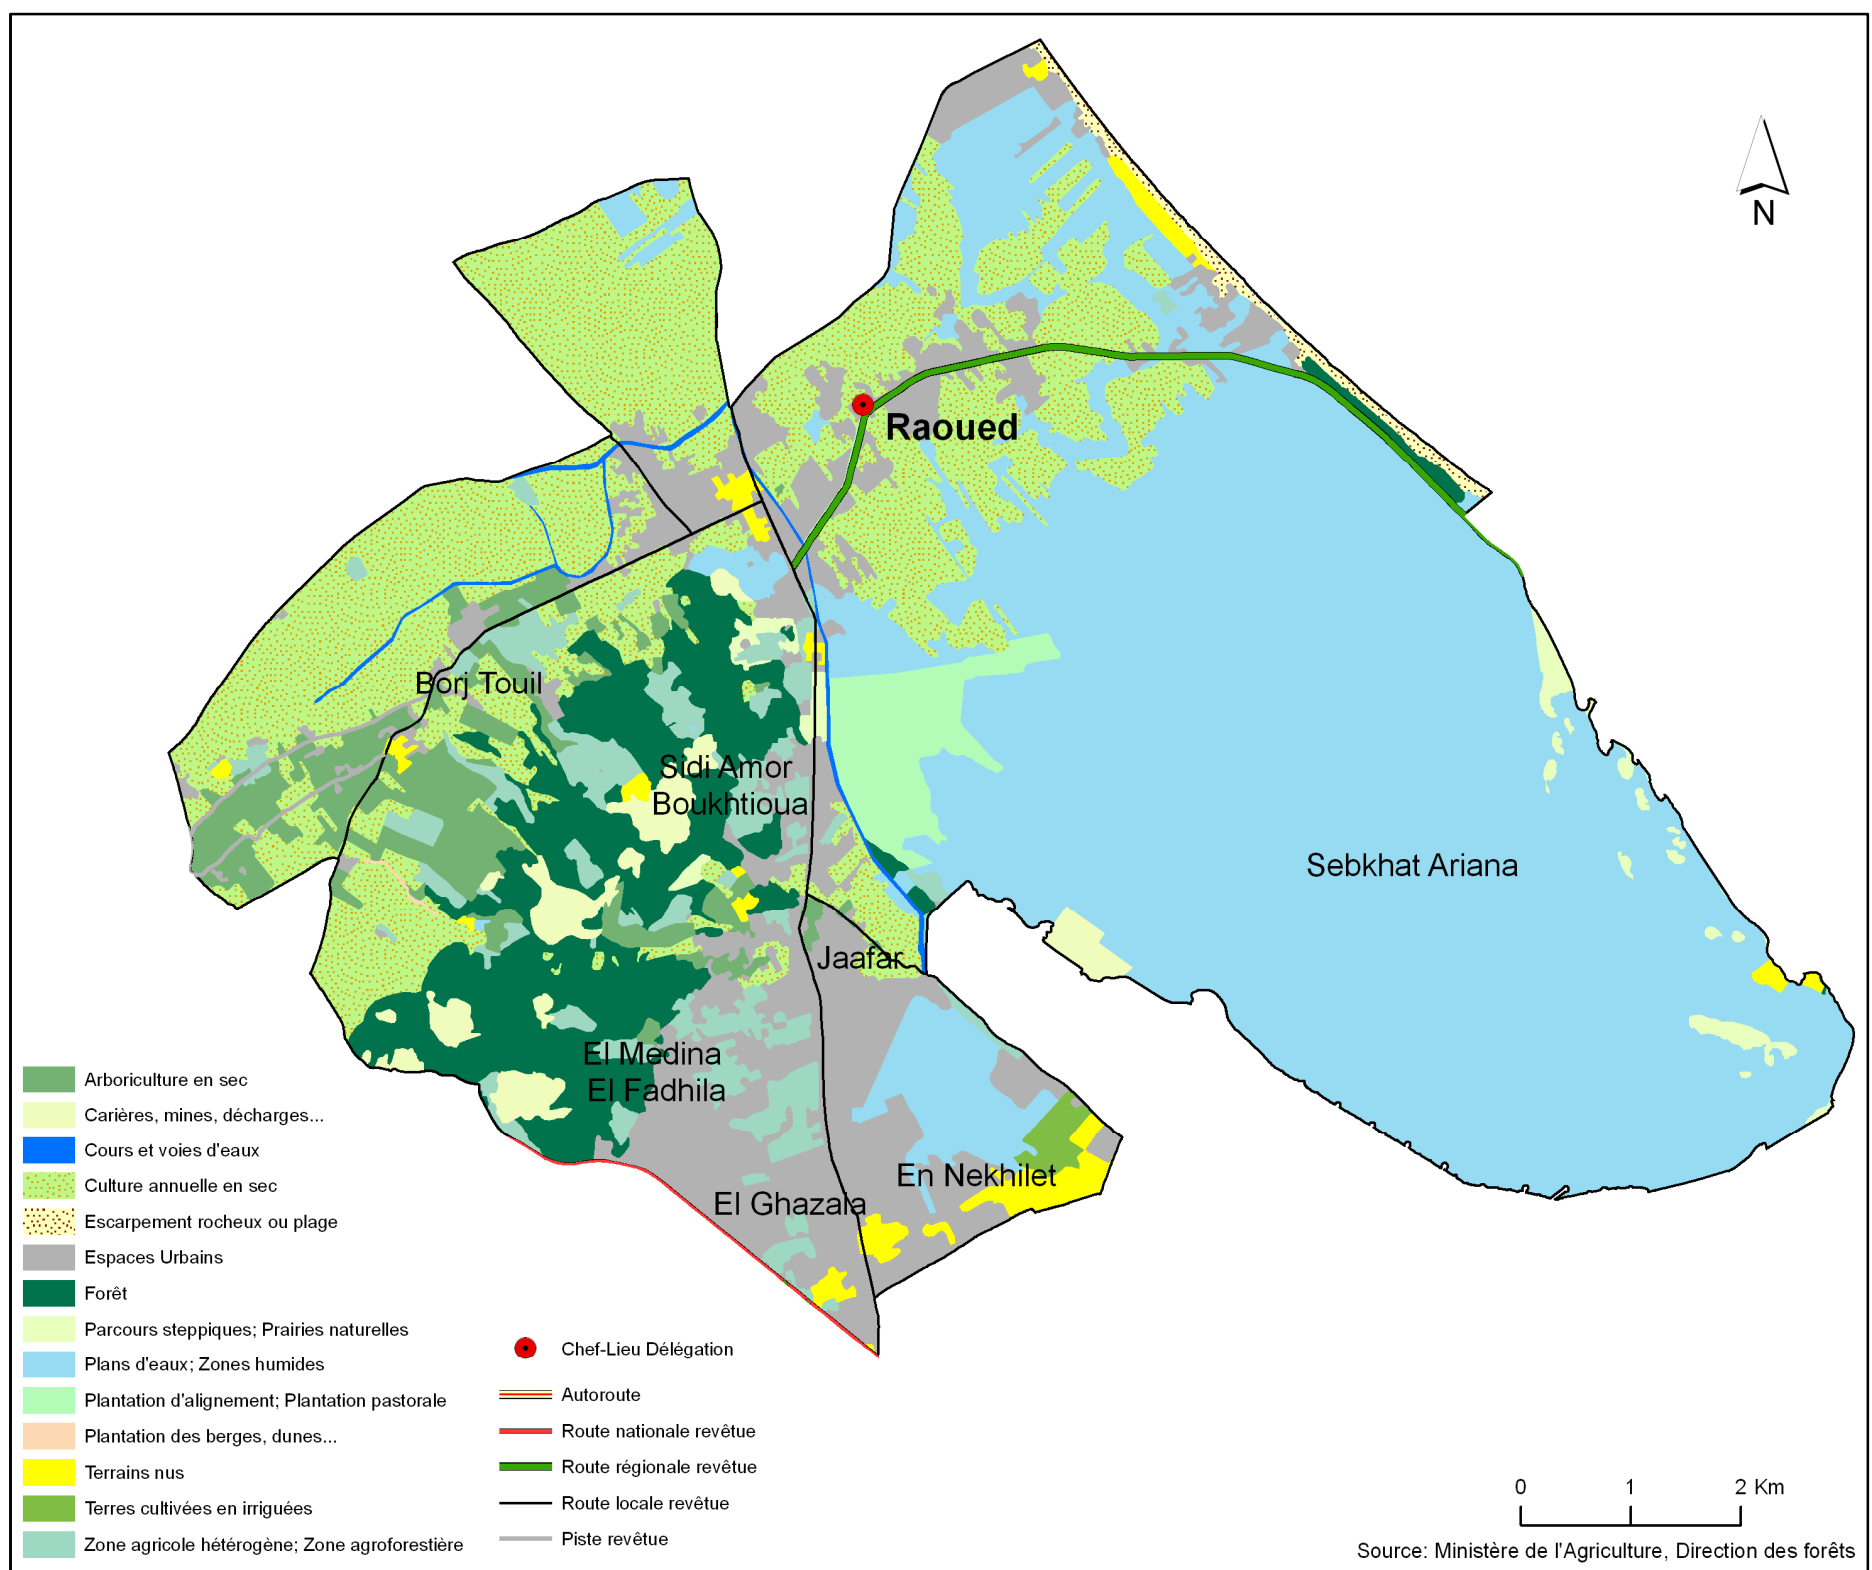 N
Raoued
Borj Touil
Sidi Amor
Boukhtioua
Sebkhat Ariana
Jaafar
El Medina
El Fadhila
En Nekhilet
El Ghazala
Arboriculture en sec
Carières, mines, décharges...
Cours et voies d'eaux
Culture annuelle en sec
Escarpement rocheux ou plage
Espaces Urbains
Forêt
Parcours steppiques; Prairies naturelles
Plans d'eaux; Zones humides
Plantation d'alignement; Plantation pastorale
Plantation des berges, dunes...
Terrains nus
Terres cultivées en irriguées
Zone agricole hétérogène; Zone agroforestière
Chef-Lieu Délégation
Autoroute
Route nationale revêtue
Route régionale revêtue
Route locale revêtue
Piste revêtue
0 1 2 Km
Source: Ministère de l'Agriculture, Direction des forêts